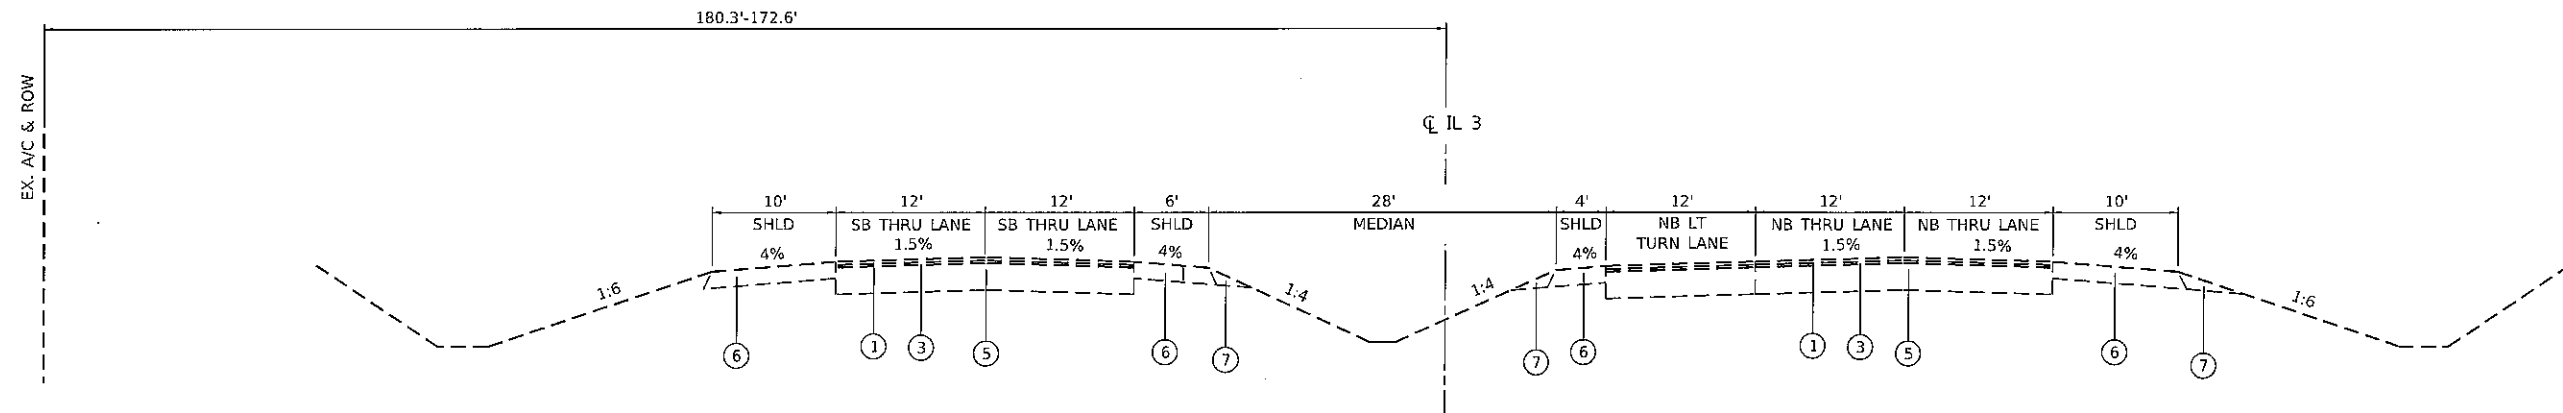 180.3'-172.6'
EX. A/C & ROW
℄ IL 3
10' 12' 12' 6' 28' 4' 12' 12' 12' 10'
SHLD SB THRU LANE SB THRU LANE SHLD MEDIAN SHLD NB LT NB THRU LANE NB THRU LANE SHLD
TURN LANE
4% 1.5% 1.5% 4% 4% 1.5% 1.5% 4%
1:6 1:4 1:4 1:6
6 1 3 5 6 7 7 6 1 3 5 6 7